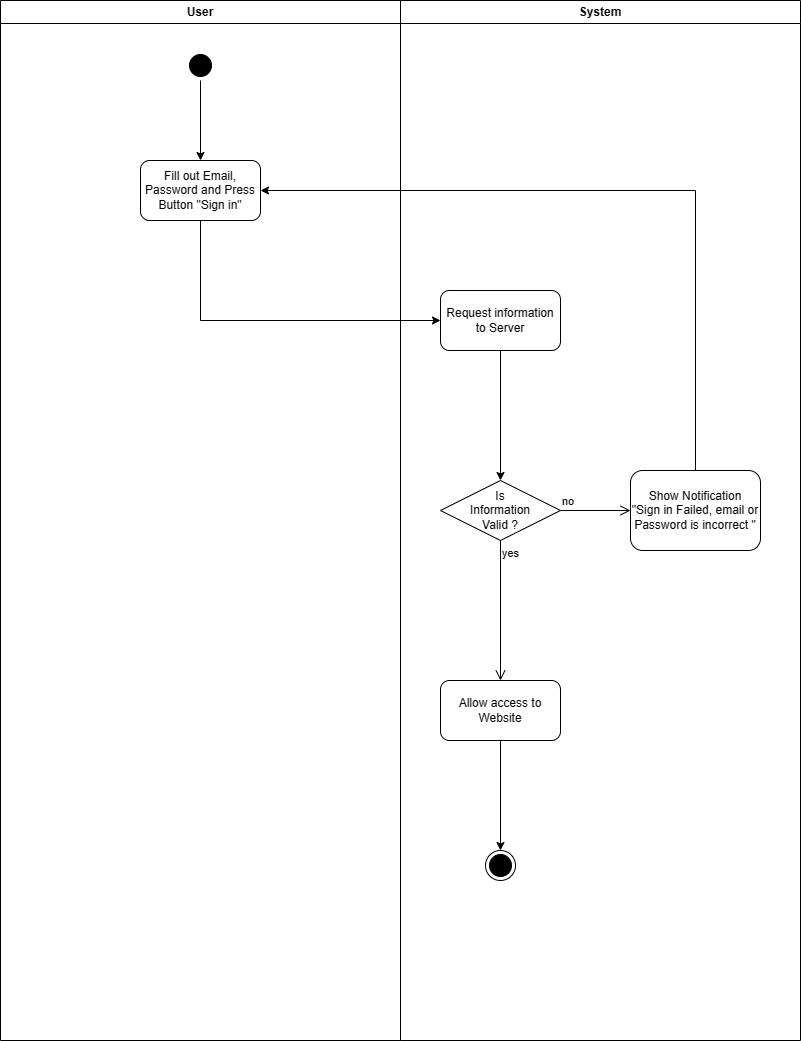 User
System
Fill out Email,
Password and Press
Button "Sign in"
Request information
to Server
Is
Information
Valid ?
no
Show Notification
"Sign in Failed, email or
Password is incorrect "
yes
Allow access to
Website